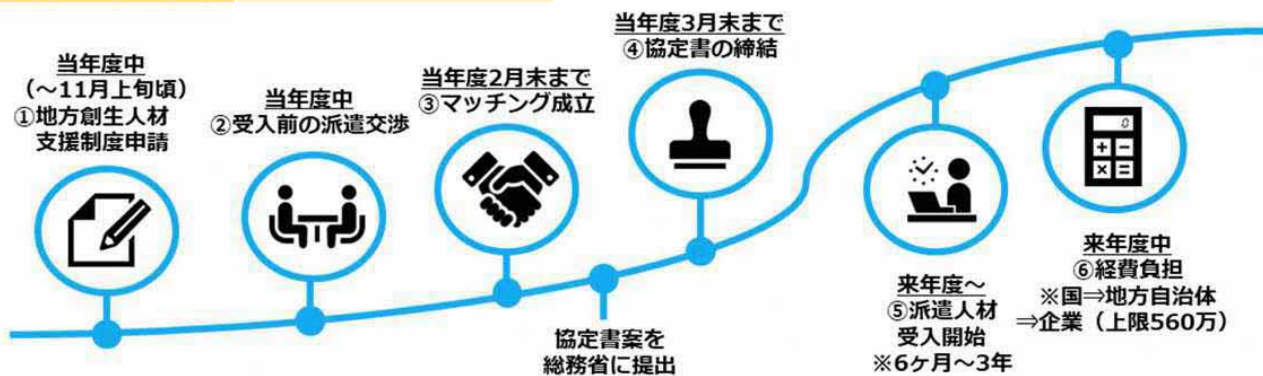 当年度中
(～11月上旬頃)
①地方創生人材
支援制度申請
当年度中
②受入前の派遣交渉
当年度2月末まで
③マッチング成立
協定書案を
総務省に提出
当年度3月末まで
④協定書の締結
来年度～
⑤派遣人材
受入開始
※6ヶ月～3年
来年度中
⑥経費負担
※国⇒地方自治体
⇒企業（上限560万）
0
+ -
× =